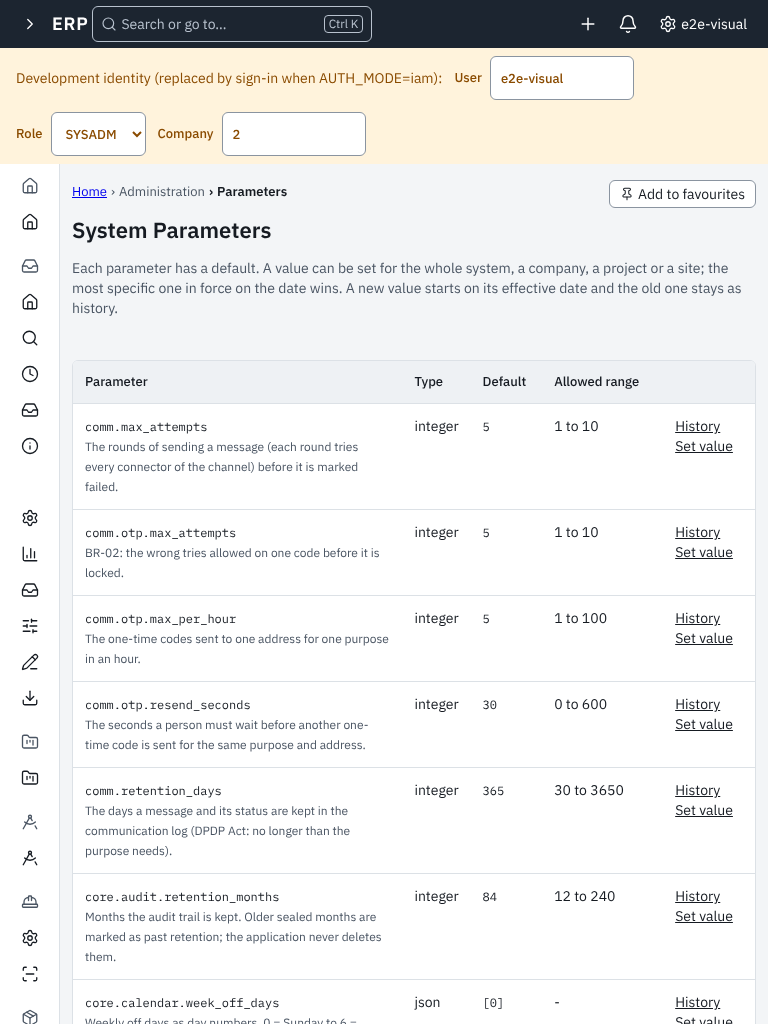 ERP Search or go to... Ctrl K e2e-visual
Development identity (replaced by sign-in when AUTH_MODE=iam): User e2e-visual
Role SYSADM Company 2
Home › Administration › Parameters Add to favourites
System Parameters
Each parameter has a default. A value can be set for the whole system, a company, a project or a site; the
most specific one in force on the date wins. A new value starts on its effective date and the old one stays as
history.
Parameter Type Default Allowed range
comm.max_attempts integer 5 1 to 10 History
The rounds of sending a message (each round tries Set value
every connector of the channel) before it is marked
failed.
comm.otp.max_attempts integer 5 1 to 10 History
BR-02: the wrong tries allowed on one code before it is Set value
locked.
comm.otp.max_per_hour integer 5 1 to 100 History
The one-time codes sent to one address for one purpose Set value
in an hour.
comm.otp.resend_seconds integer 30 0 to 600 History
The seconds a person must wait before another one- Set value
time code is sent for the same purpose and address.
comm.retention_days integer 365 30 to 3650 History
The days a message and its status are kept in the Set value
communication log (DPDP Act: no longer than the
purpose needs).
core.audit.retention_months integer 84 12 to 240 History
Months the audit trail is kept. Older sealed months are Set value
marked as past retention; the application never deletes
them.
core.calendar.week_off_days json [0] - History
Weekly off days as day numbers, 0 = Sunday to 6 = Set value